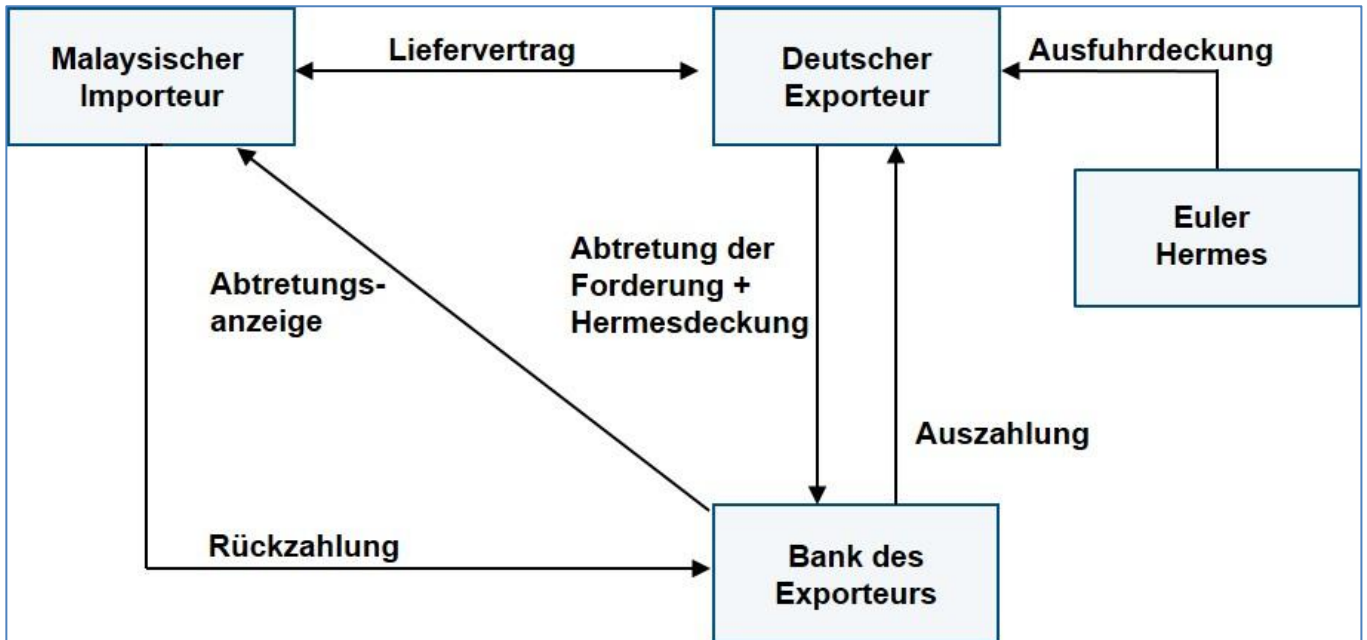 Malaysischer
Importeur
Liefervertrag
Deutscher
Exporteur
Ausfuhrdeckung
Euler
Hermes
Abtretungs-
anzeige
Abtretung der
Forderung +
Hermesdeckung
Auszahlung
Rückzahlung
Bank des
Exporteurs